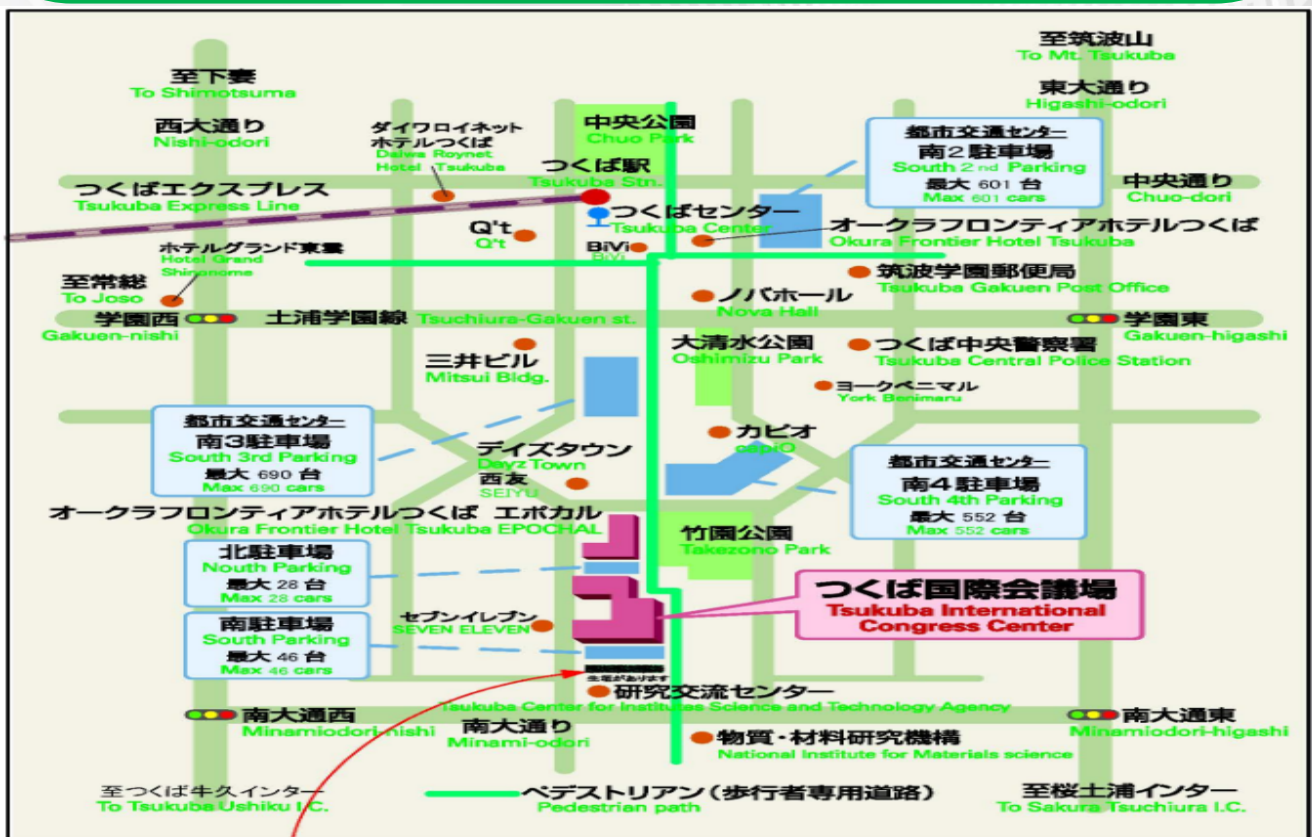 至筑波山
To Mt. Tsukuba
至下妻
To Shimotsuma
東大通り
Higashi-odori
西大通り
Nishi-odori
ダイワロイネット
ホテルつくば
Daiwa Roynet
Hotel Tsukuba
中央公園
Chuo Park
都市交通センター
南2駐車場
South 2nd Parking
最大 601 台
Max 601 cars
つくば駅
Tsukuba Stn.
中央通り
Chuo-dori
つくばエクスプレス
Tsukuba Express Line
つくばセンター
Tsukuba Center
オークラフロンティアホテルつくば
Okura Frontier Hotel Tsukuba
Q't
Q't
BiVi
BiVi
ホテルグランド東雲
Hotel Grand
Shinonome
至常総
To Joso
筑波学園郵便局
Tsukuba Gakuen Post Office
ノバホール
Nova Hall
学園西
Gakuen-nishi
土浦学園線 Tsuchiura-Gakuen st.
学園東
Gakuen-higashi
大清水公園
Oshimizu Park
つくば中央警察署
Tsukuba Central Police Station
三井ビル
Mitsui Bldg.
ヨークベニマル
York Benimaru
都市交通センター
南3駐車場
South 3rd Parking
最大 690 台
Max 690 cars
カピオ
capiO
デイズタウン
Dayz Town
西友
SEIYU
都市交通センター
南4駐車場
South 4th Parking
最大 552 台
Max 552 cars
オークラフロンティアホテルつくば エポカル
Okura Frontier Hotel Tsukuba EPOCHAL
竹園公園
Takezono Park
北駐車場
Nouth Parking
最大 28 台
Max 28 cars
つくば国際会議場
Tsukuba International
Congress Center
セブンイレブン
SEVEN ELEVEN
南駐車場
South Parking
最大 46 台
Max 46 cars
研究交流センター
Tsukuba Center for Institutes Science and Technology Agency
南大通西
Minamiodori-nishi
南大通り
Minami-odori
南大通東
Minamiodori-higashi
物質・材料研究機構
National Institute for Materials science
至つくば牛久インター
To Tsukuba Ushiku I.C.
ペデストリアン(歩行者専用道路)
Pedestrian path
至桜土浦インター
To Sakura Tsuchiura I.C.